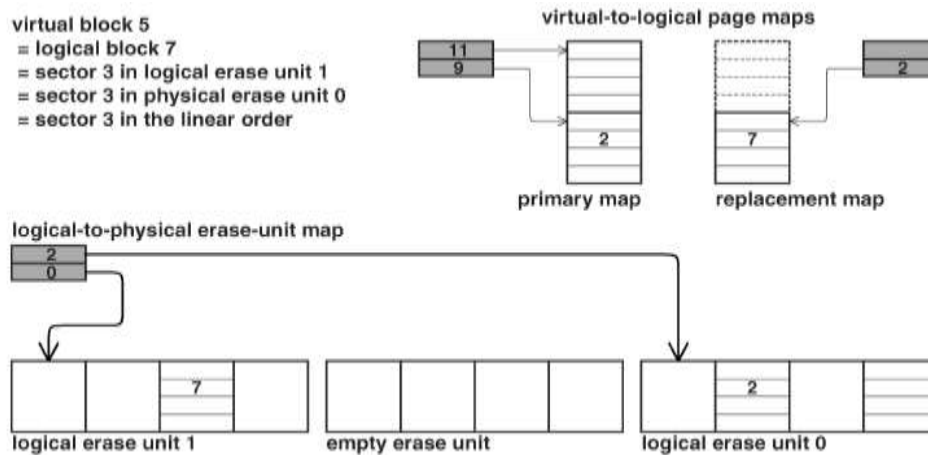 virtual block 5
= logical block 7
= sector 3 in logical erase unit 1
= sector 3 in physical erase unit 0
= sector 3 in the linear order
virtual-to-logical page maps
11
9
2
2
7
primary map
replacement map
logical-to-physical erase-unit map
2
0
7
2
logical erase unit 1
empty erase unit
logical erase unit 0